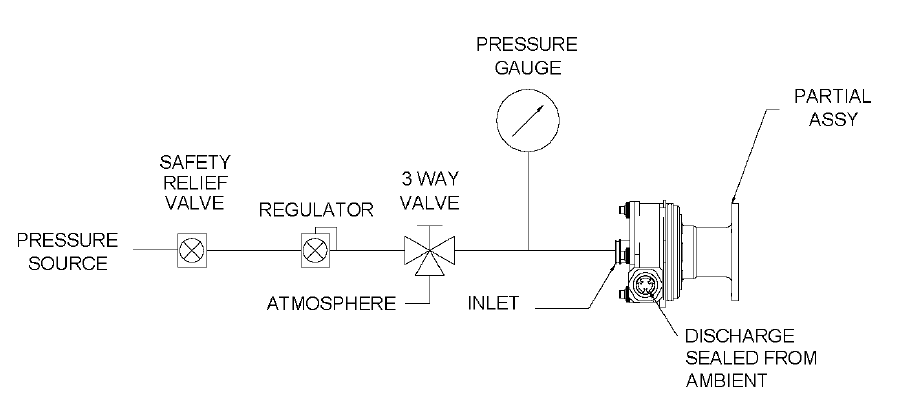 PRESSURE
GAUGE
PARTIAL
ASSY
SAFETY
RELIEF
VALVE
3 WAY
VALVE
REGULATOR
PRESSURE
SOURCE
ATMOSPHERE
INLET
DISCHARGE
SEALED FROM
AMBIENT